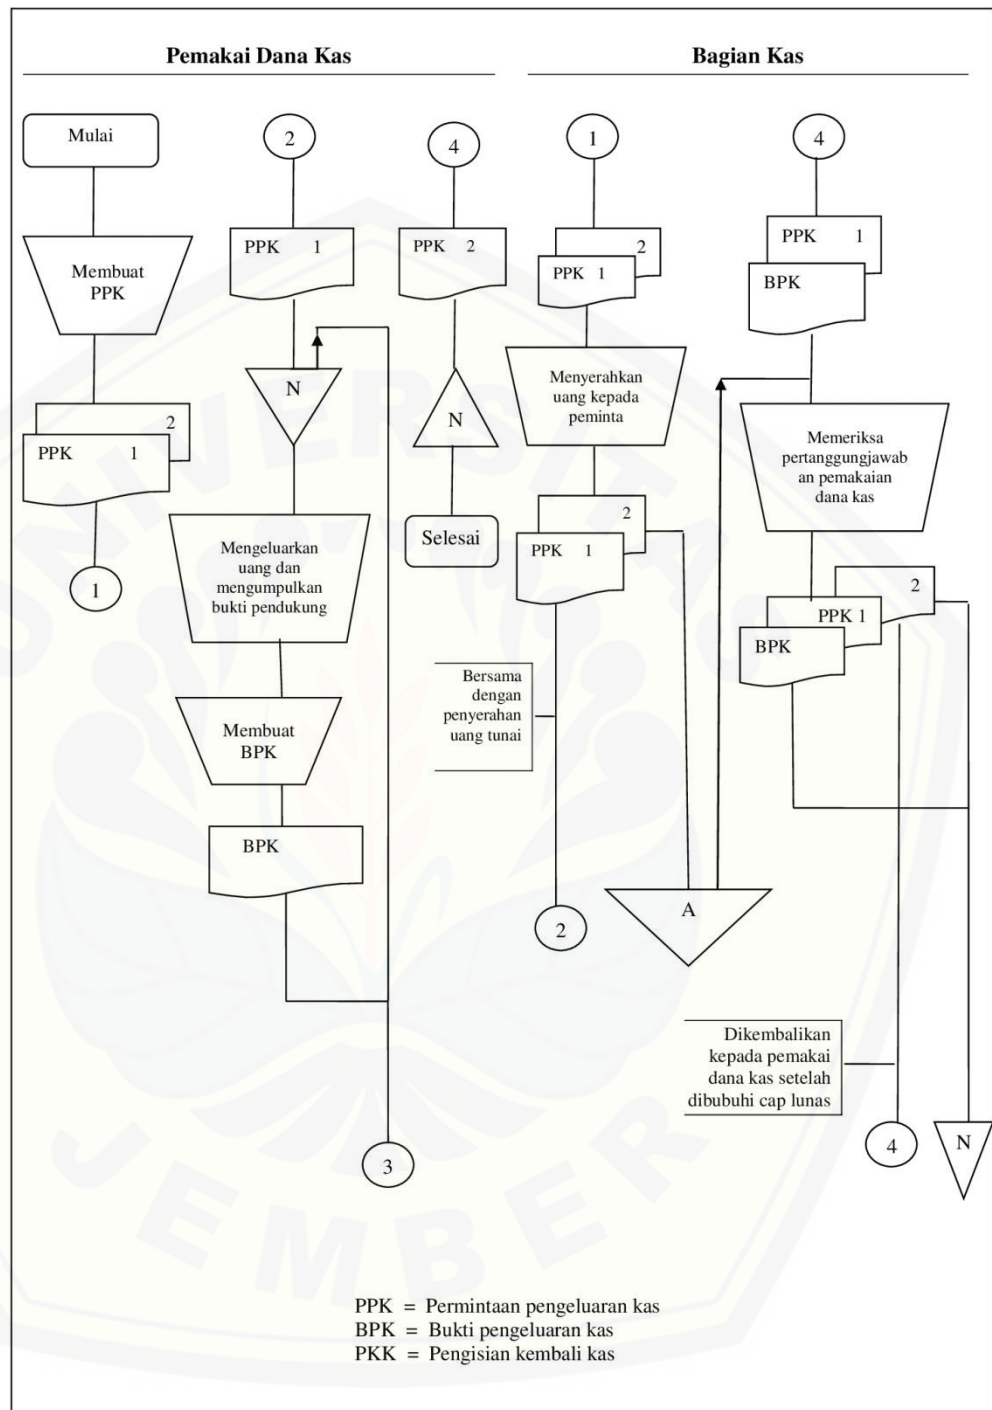 Pemakai Dana Kas
Bagian Kas
Mulai
Membuat
PPK
2
PPK 1
1
2
PPK 1
N
Mengeluarkan
uang dan
mengumpulkan
bukti pendukung
Membuat
BPK
BPK
3
4
PPK 2
N
Selesai
1
2
PPK 1
Menyerahkan
uang kepada
peminta
2
PPK 1
Bersama
dengan
penyerahan
uang tunai
2
A
4
PPK 1
BPK
Memeriksa
pertanggungjawab
an pemakaian
dana kas
2
PPK 1
BPK
Dikembalikan
kepada pemakai
dana kas setelah
dibubuhi cap lunas
4
N
PPK = Permintaan pengeluaran kas
BPK = Bukti pengeluaran kas
PKK = Pengisian kembali kas
UNIVERSITAS
JEMBER